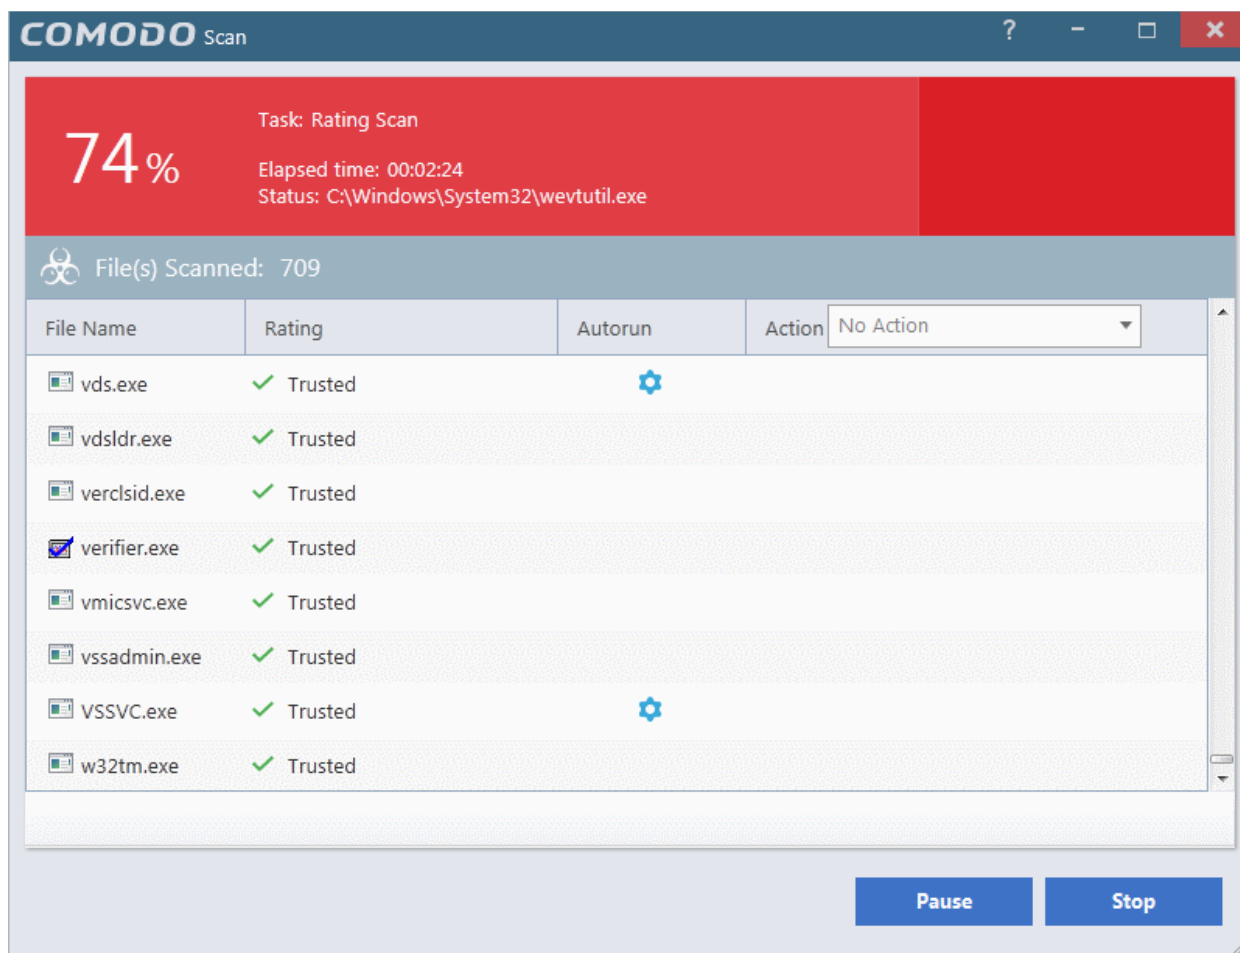 COMODO Scan ?
74% Task: Rating Scan
Elapsed time: 00:02:24
Status: C:\Windows\System32\wevtutil.exe
File(s) Scanned: 709
File Name Rating Autorun Action No Action
vds.exe Trusted
vdsldr.exe Trusted
verclsid.exe Trusted
verifier.exe Trusted
vmicsvc.exe Trusted
vssadmin.exe Trusted
VSSVC.exe Trusted
w32tm.exe Trusted
Pause Stop